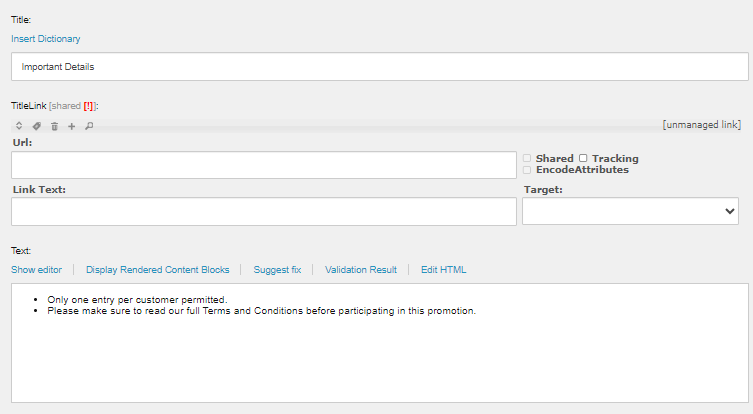 Title:
Insert Dictionary
Important Details
TitleLink [shared [!]]:
[unmanaged link]
Url:
Shared Tracking
EncodeAttributes
Link Text:
Target:
Text:
Show editor Display Rendered Content Blocks Suggest fix Validation Result Edit HTML
• Only one entry per customer permitted.
• Please make sure to read our full Terms and Conditions before participating in this promotion.